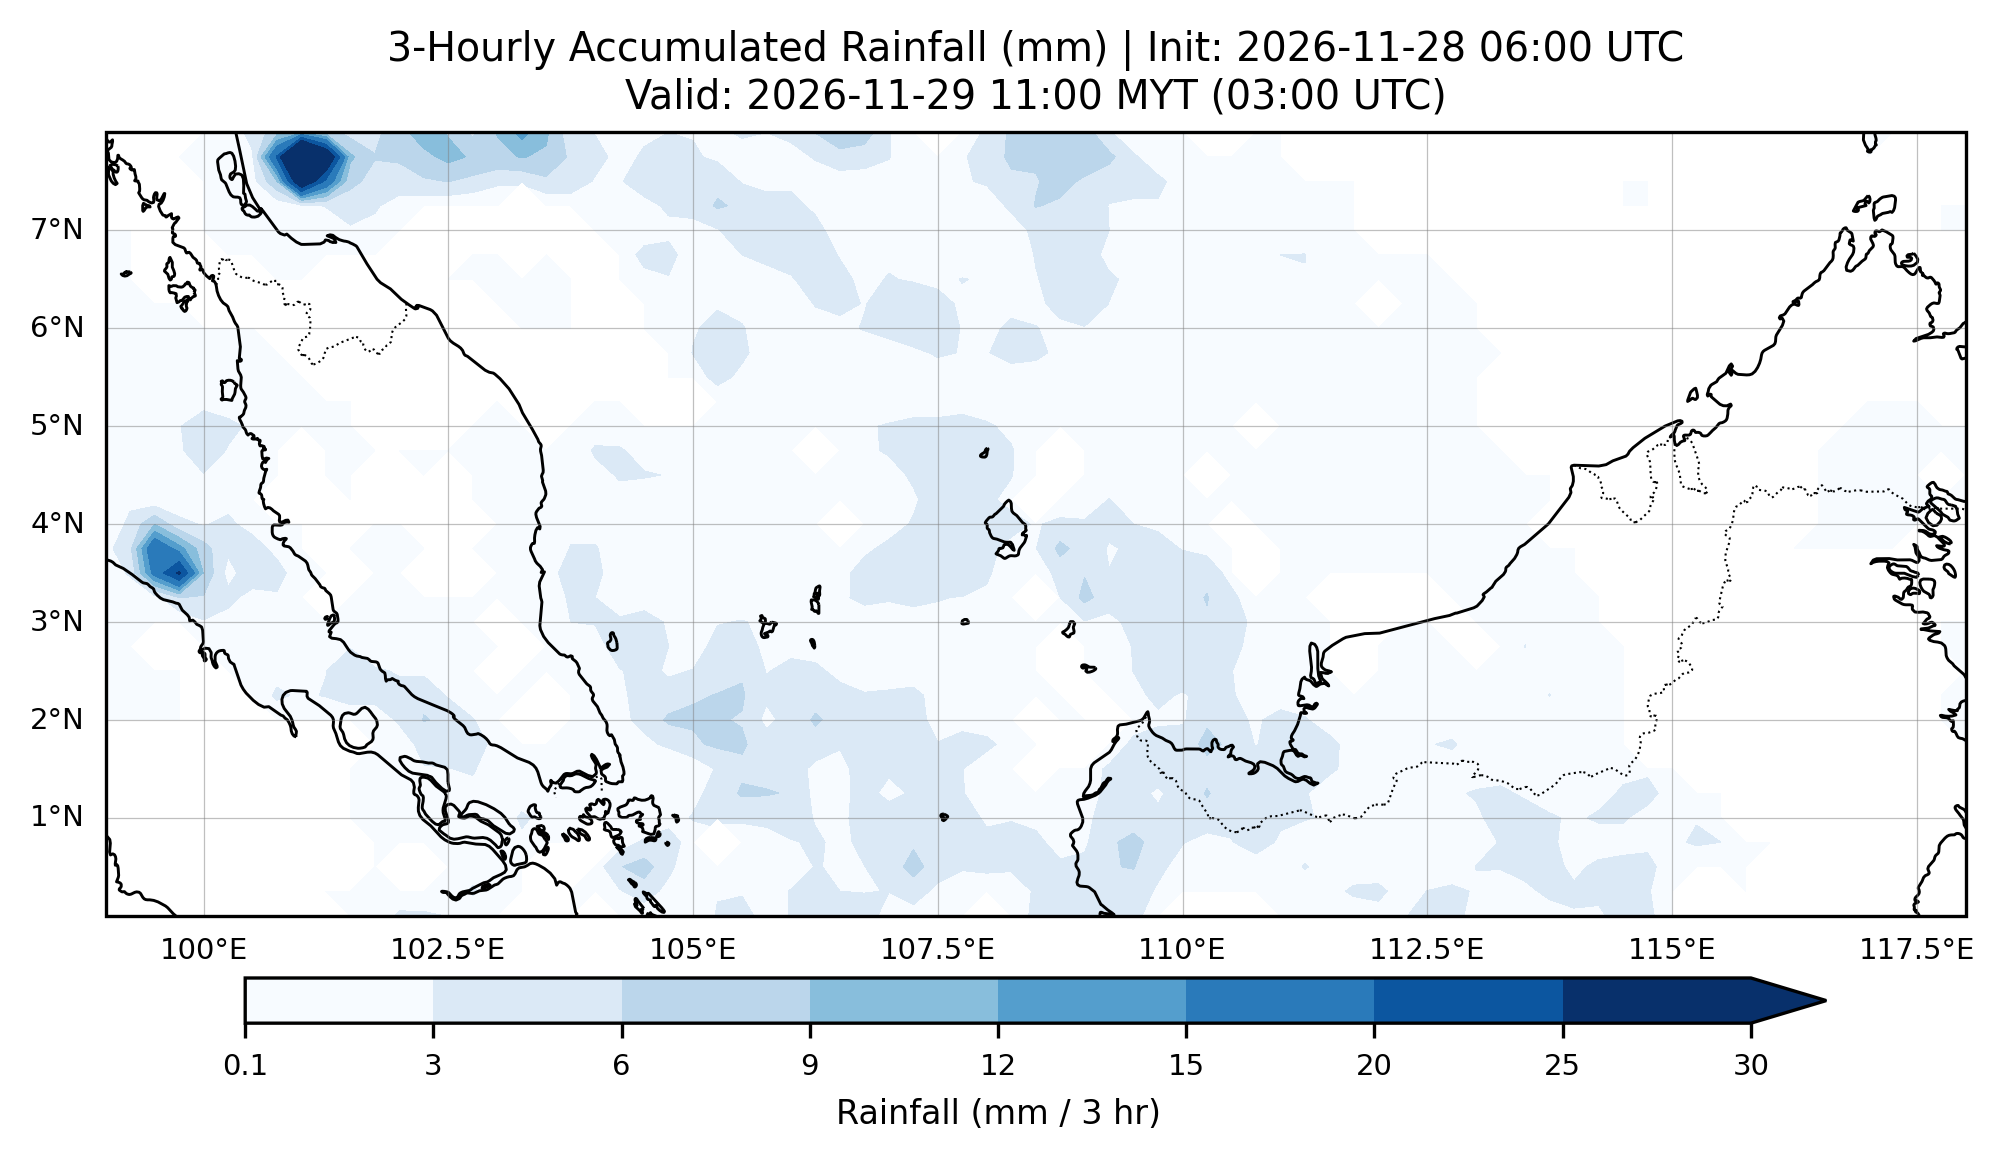 3-Hourly Accumulated Rainfall (mm) | Init: 2026-11-28 06:00 UTC
Valid: 2026-11-29 11:00 MYT (03:00 UTC)
7°N
6°N
5°N
4°N
3°N
2°N
1°N
100°E 102.5°E 105°E 107.5°E 110°E 112.5°E 115°E 117.5°E
0.1 3 6 9 12 15 20 25 30
Rainfall (mm / 3 hr)